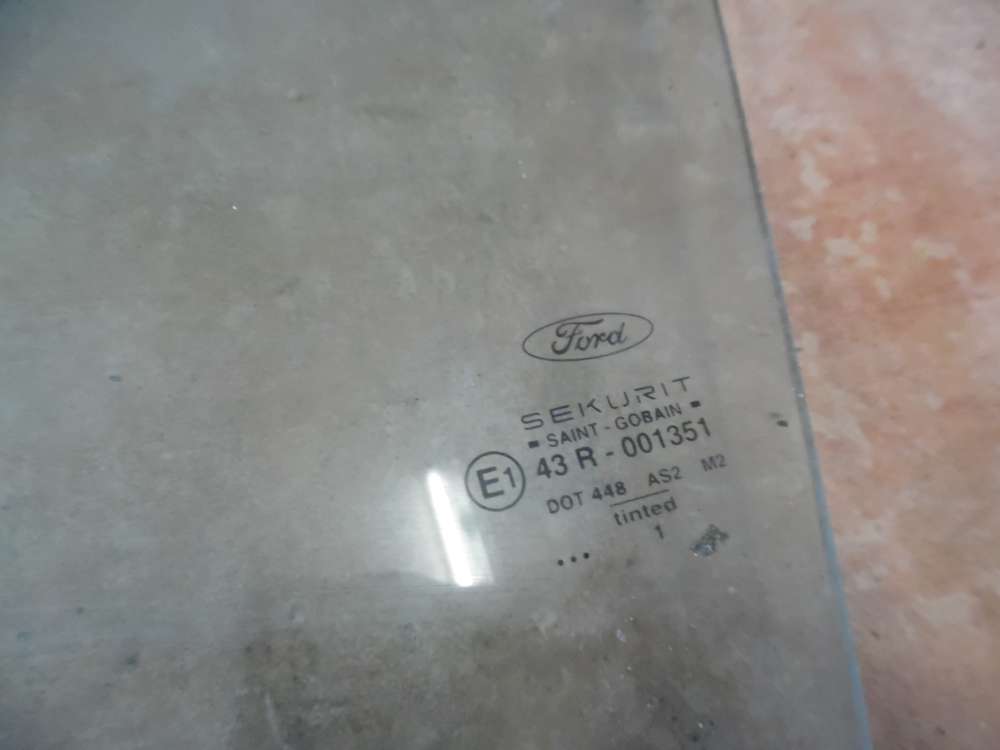 Ford
SEKURIT
SAINT - GOBAIN
E1 43 R - 001351
DOT 448 AS2 M2
tinted
1
...